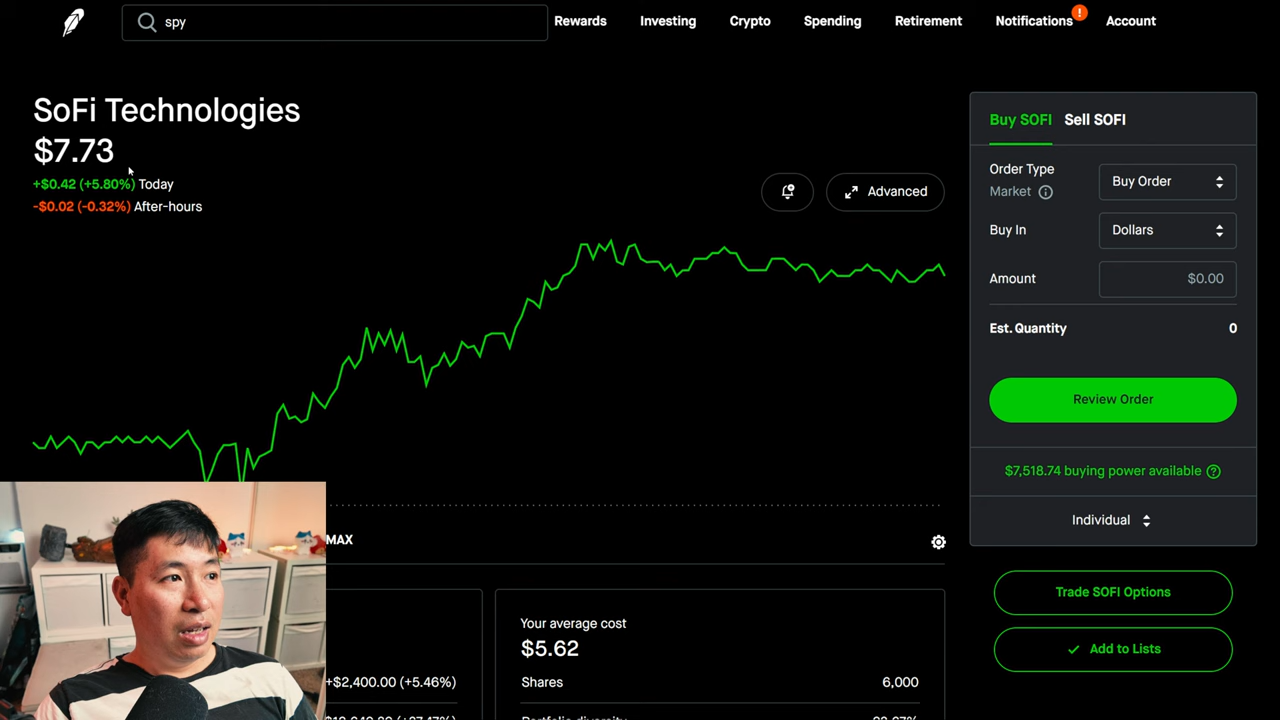 spy
Rewards
Investing
Crypto
Spending
Retirement
Notifications
!
Account
SoFi Technologies
$7.73
+$0.42 (+5.80%) Today
-$0.02 (-0.32%) After-hours
Advanced
Buy SOFI
Sell SOFI
Order Type
Market
Buy Order
Buy In
Dollars
Amount
$0.00
Est. Quantity
0
Review Order
$7,518.74 buying power available
Individual
Trade SOFI Options
Add to Lists
MAX
Your average cost
$5.62
+$2,400.00 (+5.46%)
Shares
6,000
Portfolio diversity